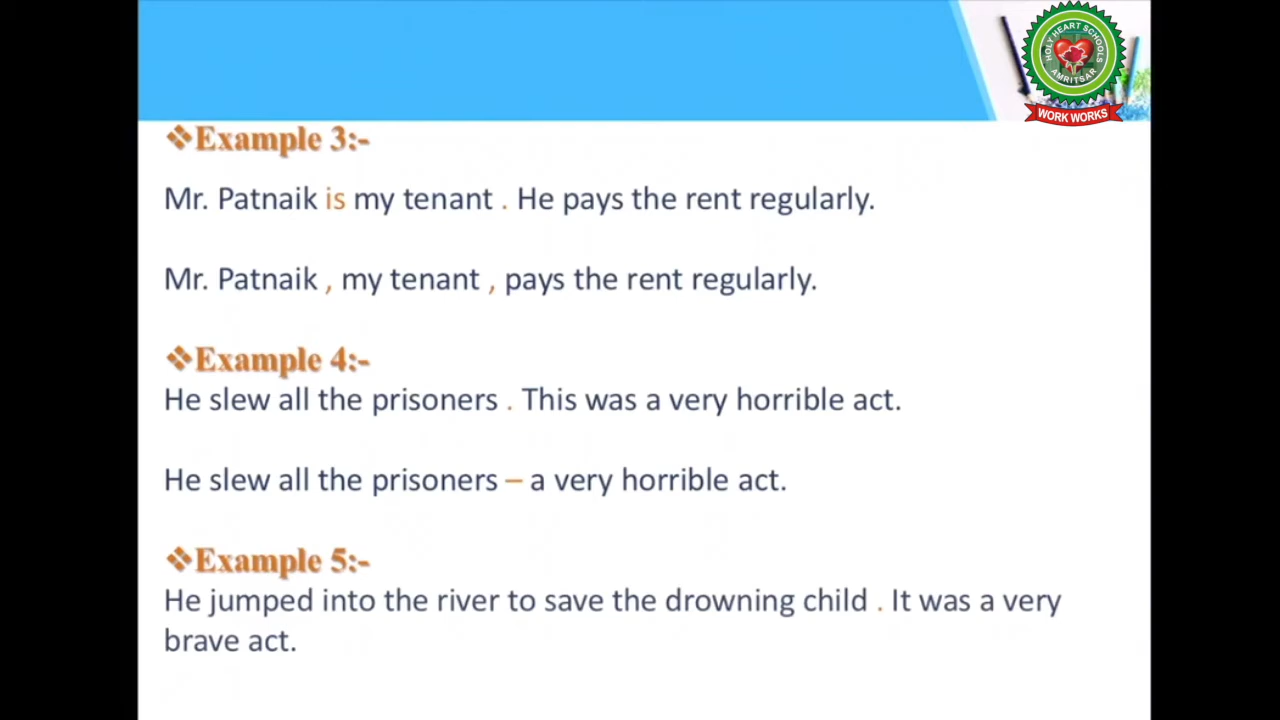 HOLY HEART SCHOOLS
AMRITSAR
WORK WORKS
❖Example 3:-
Mr. Patnaik is my tenant . He pays the rent regularly.
Mr. Patnaik , my tenant , pays the rent regularly.
❖Example 4:-
He slew all the prisoners . This was a very horrible act.
He slew all the prisoners – a very horrible act.
❖Example 5:-
He jumped into the river to save the drowning child . It was a very
brave act.